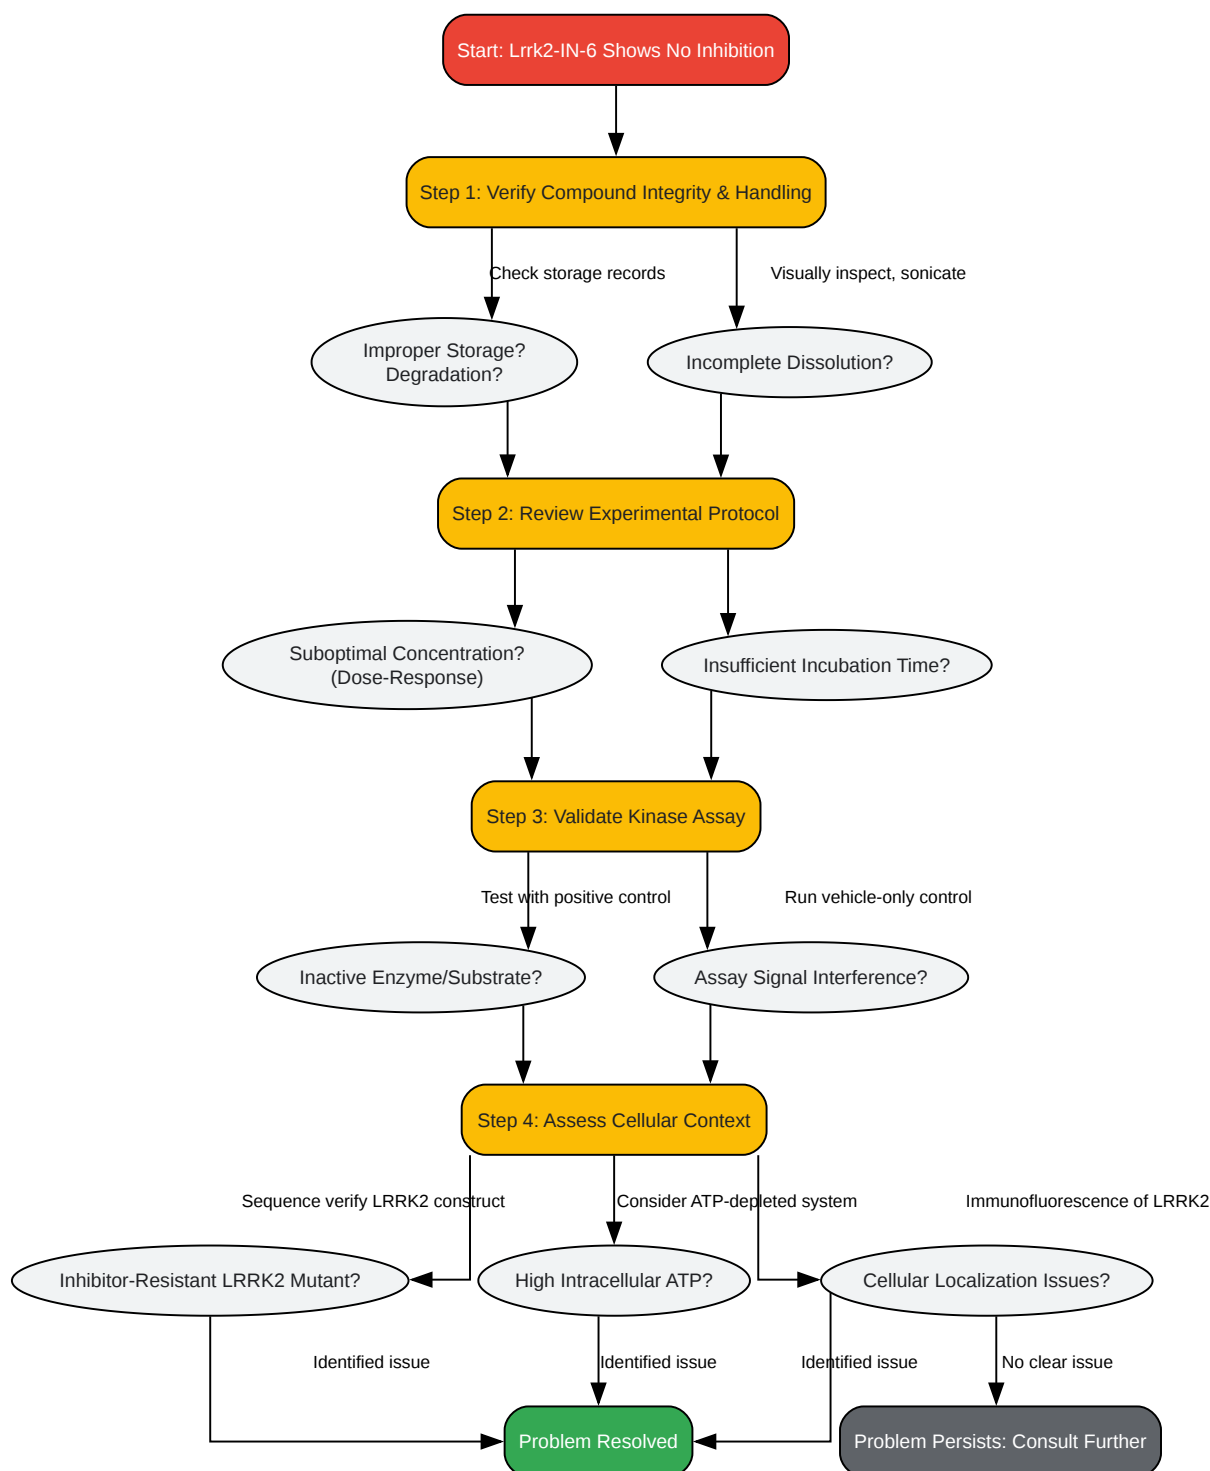 Start: Lrrk2-IN-6 Shows No Inhibition
Step 1: Verify Compound Integrity & Handling
Check storage records
Visually inspect, sonicate
Improper Storage?
Degradation?
Incomplete Dissolution?
Step 2: Review Experimental Protocol
Suboptimal Concentration?
(Dose-Response)
Insufficient Incubation Time?
Step 3: Validate Kinase Assay
Test with positive control
Run vehicle-only control
Inactive Enzyme/Substrate?
Assay Signal Interference?
Step 4: Assess Cellular Context
Sequence verify LRRK2 construct
Consider ATP-depleted system
Immunofluorescence of LRRK2
Inhibitor-Resistant LRRK2 Mutant?
High Intracellular ATP?
Cellular Localization Issues?
Identified issue
Identified issue
Identified issue
No clear issue
Problem Resolved
Problem Persists: Consult Further